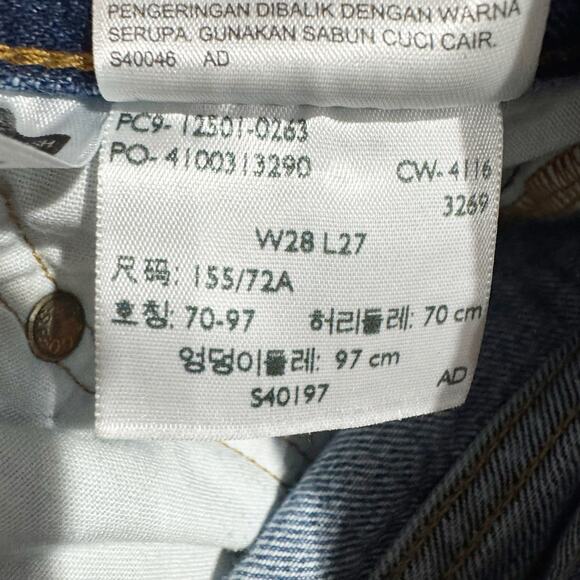 PENGERINGAN DIBALIK DENGAN WARNA
SERUPA. GUNAKAN SABUN CUCI CAIR.
S40046 AD
PC9-12501-0263
PO-4100313290 CW-4116
3269
W28 L27
尺码: 155/72A
호칭: 70-97 허리둘레: 70 cm
엉덩이둘레: 97 cm
S40197 AD